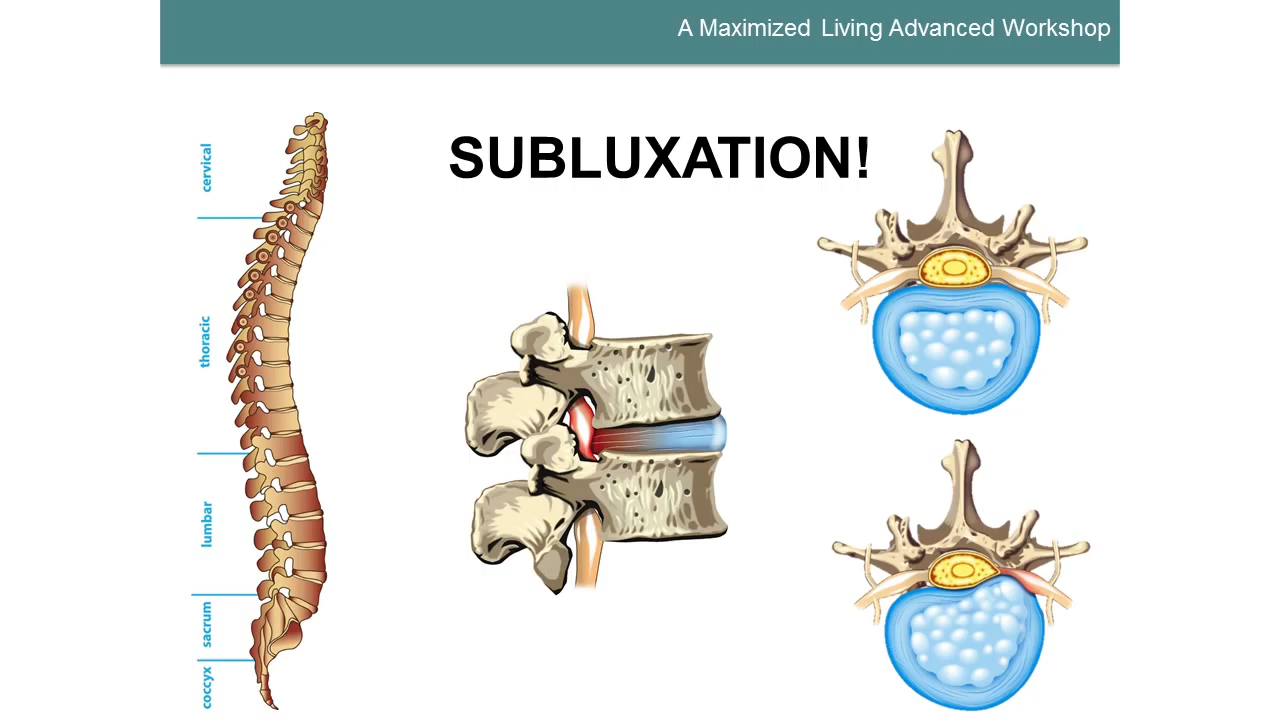 A Maximized Living Advanced Workshop
SUBLUXATION!
cervical
thoracic
lumbar
sacrum
coccyx